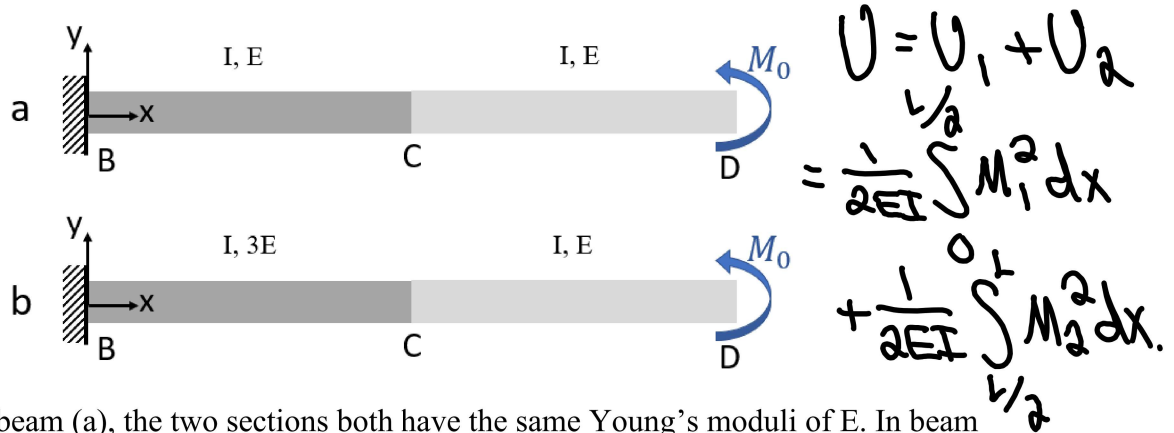 y
I, E
I, E
M₀
a
x
B
C
D
y
I, 3E
I, E
M₀
b
x
B
C
D
beam (a), the two sections both have the same Young’s moduli of E. In beam
U = U₁ + U₂
= 1/2EI ∫₀^{L/2} M₁² dx
+ 1/2EI ∫_{L/2}^{L} M₂² dx.